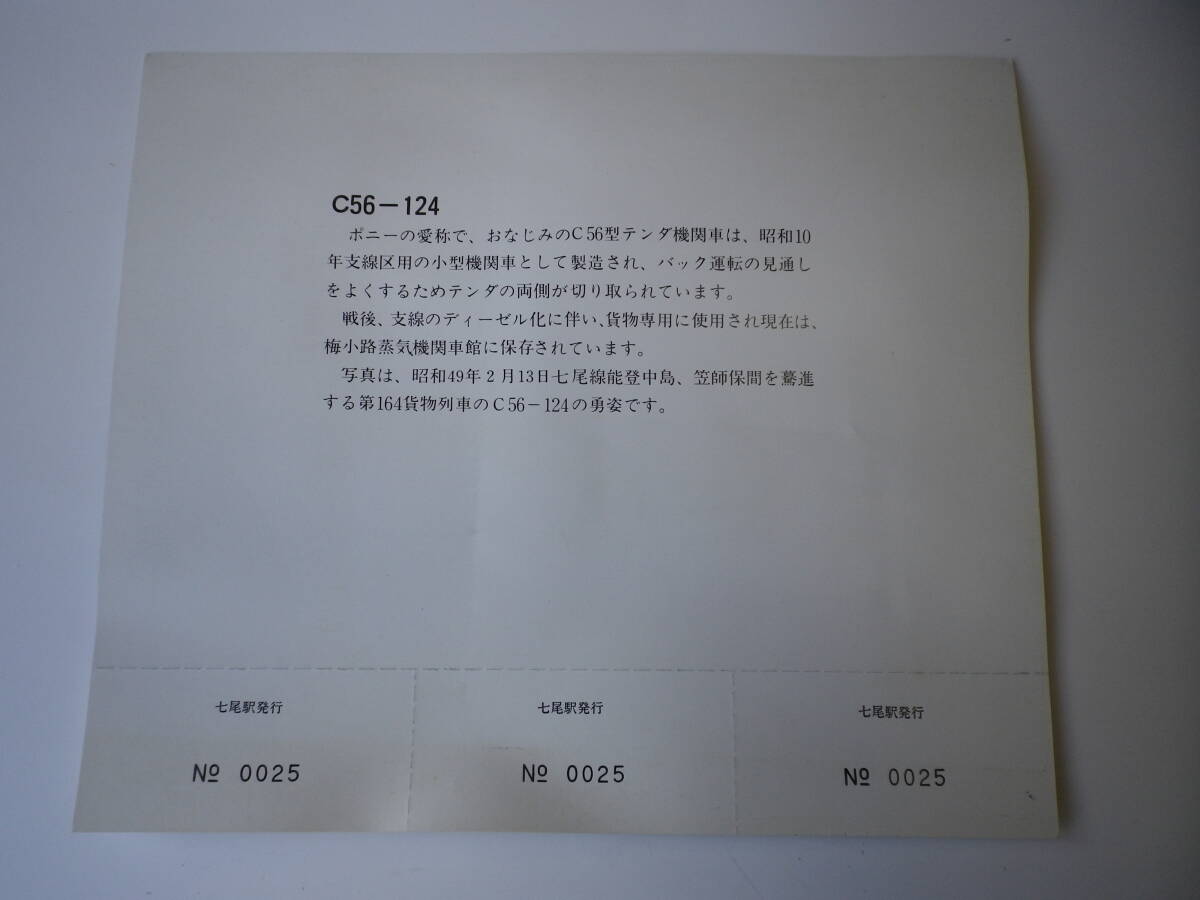 C56－124
ポニーの愛称で、おなじみのC56型テンダ機関車は、昭和10
年支線区用の小型機関車として製造され、バック運転の見通し
をよくするためテンダの両側が切り取られています。
戦後、支線のディーゼル化に伴い、貨物専用に使用され現在は、
梅小路蒸気機関車館に保存されています。
写真は、昭和49年2月13日七尾線能登中島、笠師保間を驀進
する第164貨物列車のC56－124の勇姿です。
七尾駅発行
七尾駅発行
七尾駅発行
№ 0025
№ 0025
№ 0025